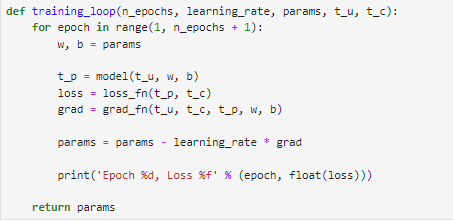 def training_loop(n_epochs, learning_rate, params, t_u, t_c):
    for epoch in range(1, n_epochs + 1):
        w, b = params
        t_p = model(t_u, w, b)
        loss = loss_fn(t_p, t_c)
        grad = grad_fn(t_u, t_c, t_p, w, b)
        params = params - learning_rate * grad
        print('Epoch %d, Loss %f' % (epoch, float(loss)))
    return params